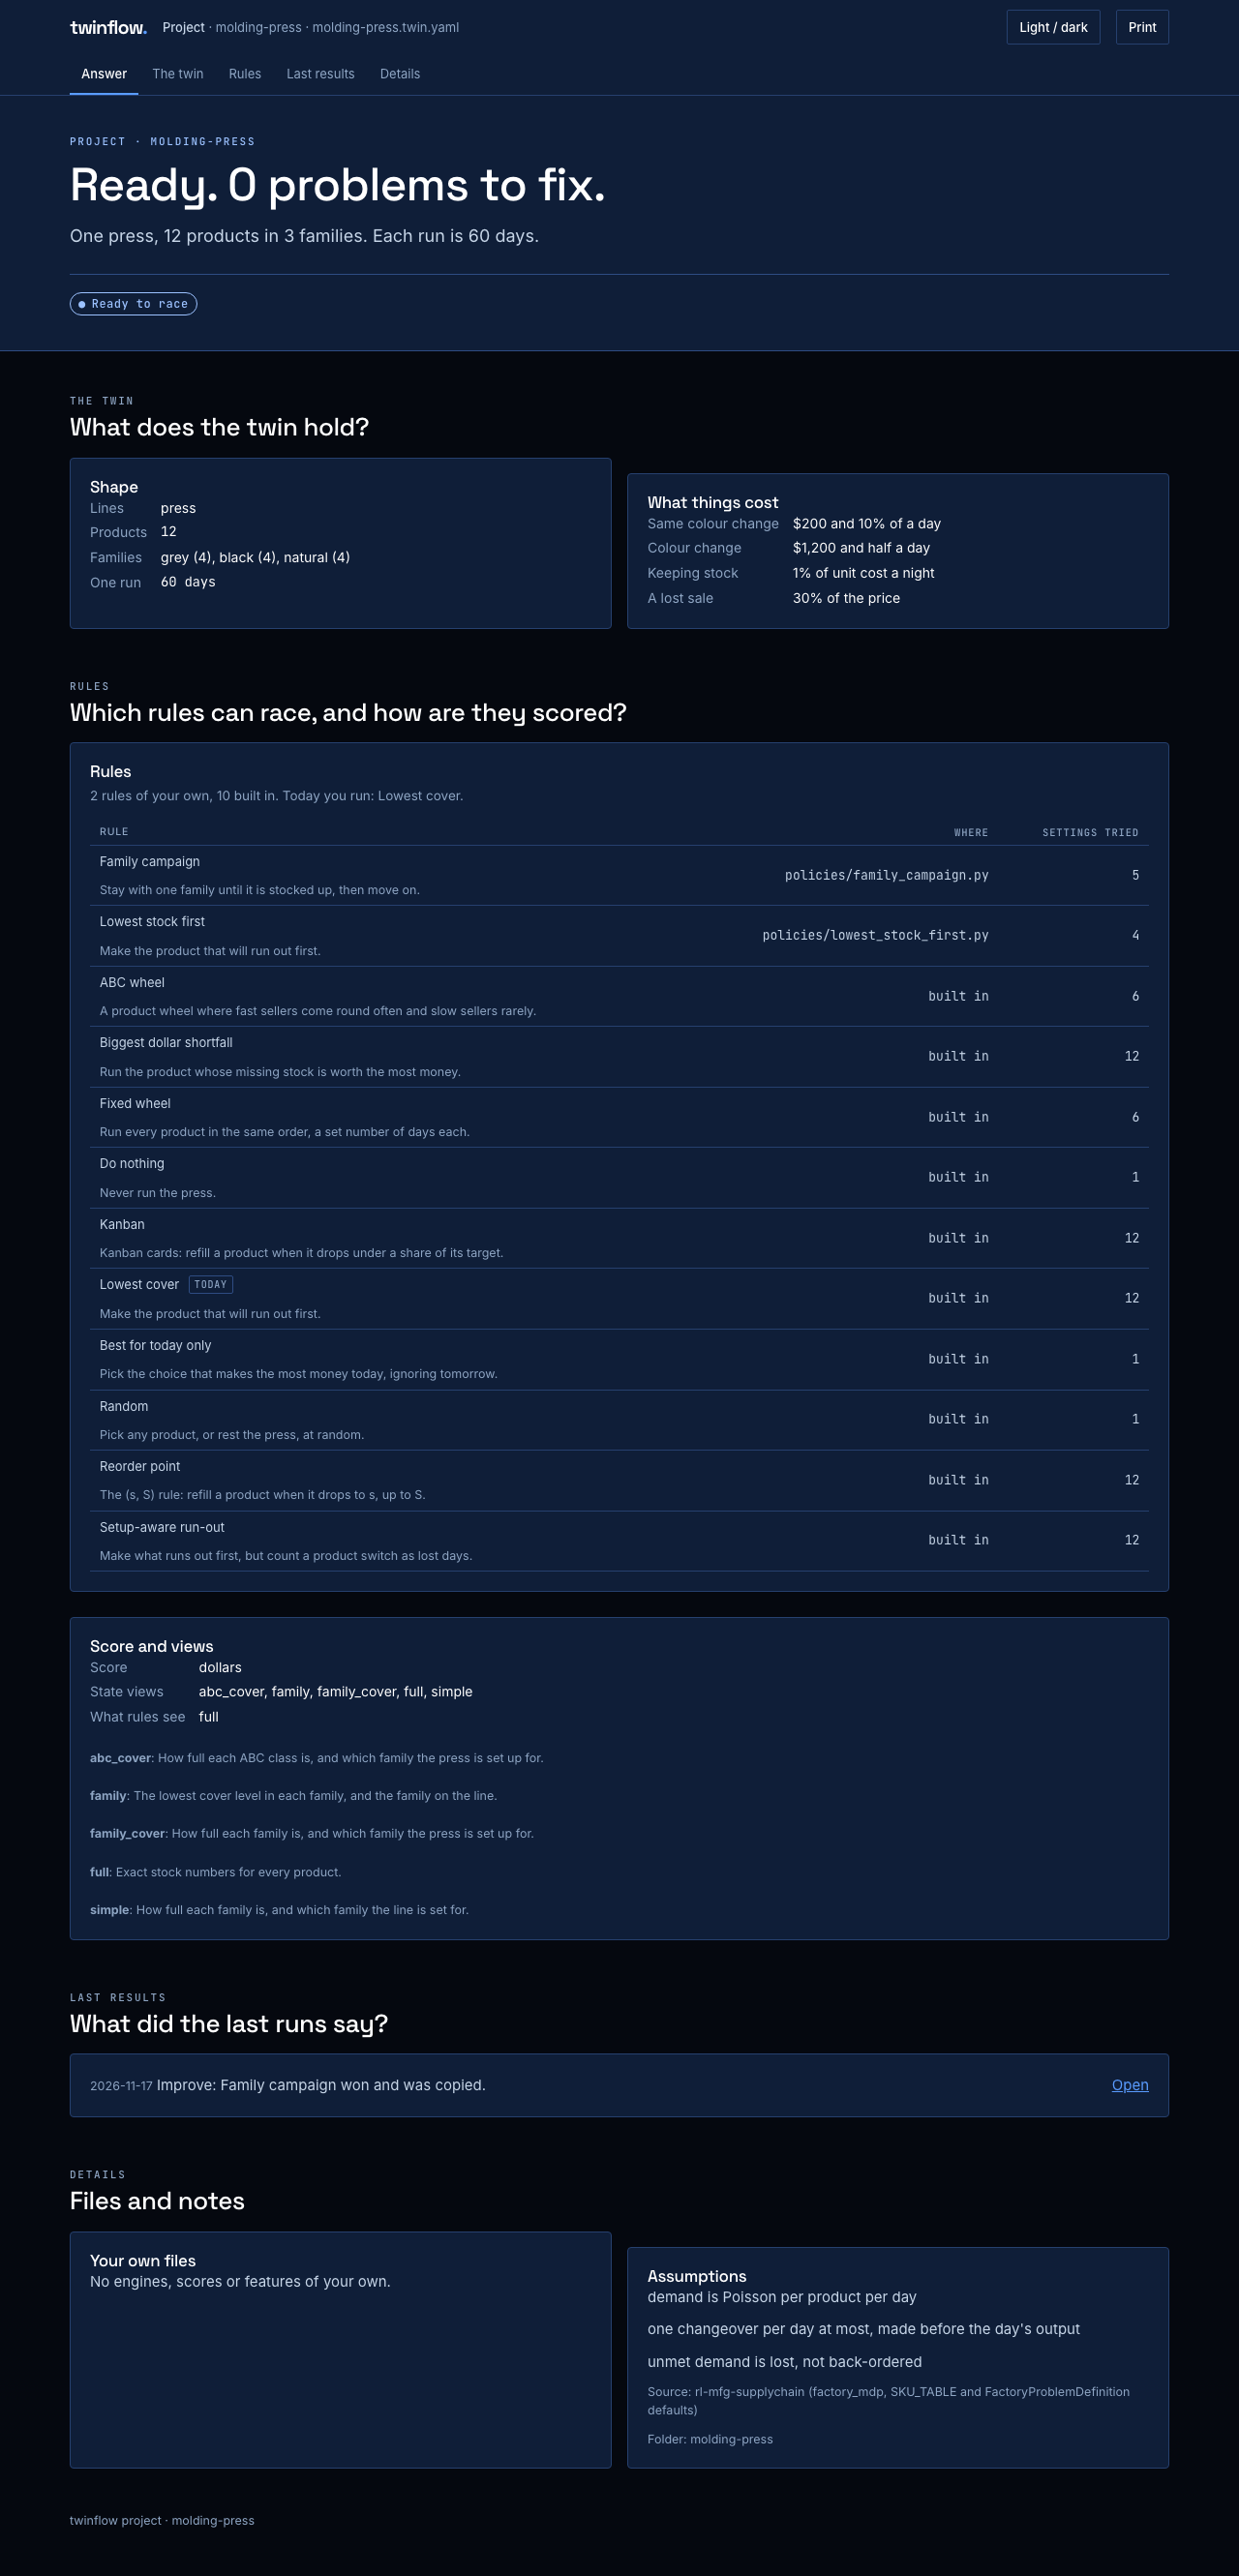 twinflow. Project · molding-press · molding-press.twin.yaml Light / dark Print
Answer The twin Rules Last results Details
PROJECT · MOLDING-PRESS
Ready. 0 problems to fix.
One press, 12 products in 3 families. Each run is 60 days.
Ready to race
THE TWIN
What does the twin hold?
Shape
Lines press
Products 12
Families grey (4), black (4), natural (4)
One run 60 days
What things cost
Same colour change $200 and 10% of a day
Colour change $1,200 and half a day
Keeping stock 1% of unit cost a night
A lost sale 30% of the price
RULES
Which rules can race, and how are they scored?
Rules
2 rules of your own, 10 built in. Today you run: Lowest cover.
RULE WHERE SETTINGS TRIED
Family campaign
Stay with one family until it is stocked up, then move on.
policies/family_campaign.py 5
Lowest stock first
Make the product that will run out first.
policies/lowest_stock_first.py 4
ABC wheel
A product wheel where fast sellers come round often and slow sellers rarely.
built in 6
Biggest dollar shortfall
Run the product whose missing stock is worth the most money.
built in 12
Fixed wheel
Run every product in the same order, a set number of days each.
built in 6
Do nothing
Never run the press.
built in 1
Kanban
Kanban cards: refill a product when it drops under a share of its target.
built in 12
Lowest cover TODAY
Make the product that will run out first.
built in 12
Best for today only
Pick the choice that makes the most money today, ignoring tomorrow.
built in 1
Random
Pick any product, or rest the press, at random.
built in 1
Reorder point
The (s, S) rule: refill a product when it drops to s, up to S.
built in 12
Setup-aware run-out
Make what runs out first, but count a product switch as lost days.
built in 12
Score and views
Score dollars
State views abc_cover, family, family_cover, full, simple
What rules see full
abc_cover: How full each ABC class is, and which family the press is set up for.
family: The lowest cover level in each family, and the family on the line.
family_cover: How full each family is, and which family the press is set up for.
full: Exact stock numbers for every product.
simple: How full each family is, and which family the line is set for.
LAST RESULTS
What did the last runs say?
2026-11-17 Improve: Family campaign won and was copied. Open
DETAILS
Files and notes
Your own files
No engines, scores or features of your own.
Assumptions
demand is Poisson per product per day
one changeover per day at most, made before the day's output
unmet demand is lost, not back-ordered
Source: rl-mfg-supplychain (factory_mdp, SKU_TABLE and FactoryProblemDefinition
defaults)
Folder: molding-press
twinflow project · molding-press